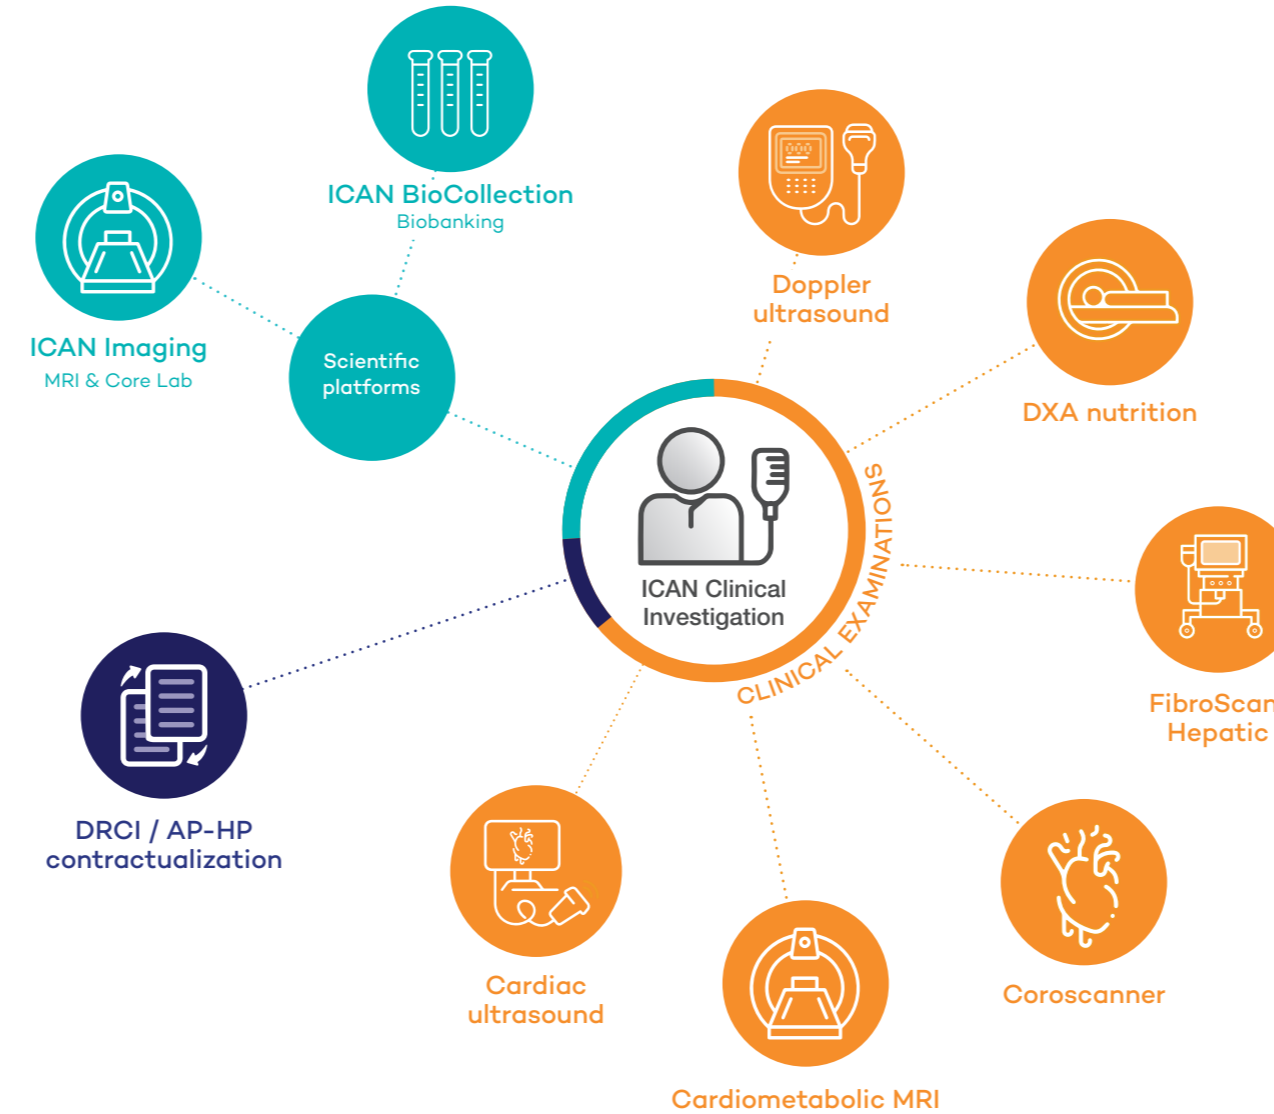 ICAN BioCollection
Biobanking
ICAN Imaging
MRI & Core Lab
Scientific
platforms
Doppler
ultrasound
DXA nutrition
ICAN Clinical
Investigation
CLINICAL EXAMINATIONS
FibroScan
Hepatic
DRCI / AP-HP
contractualization
Cardiac
ultrasound
Coroscanner
Cardiometabolic MRI